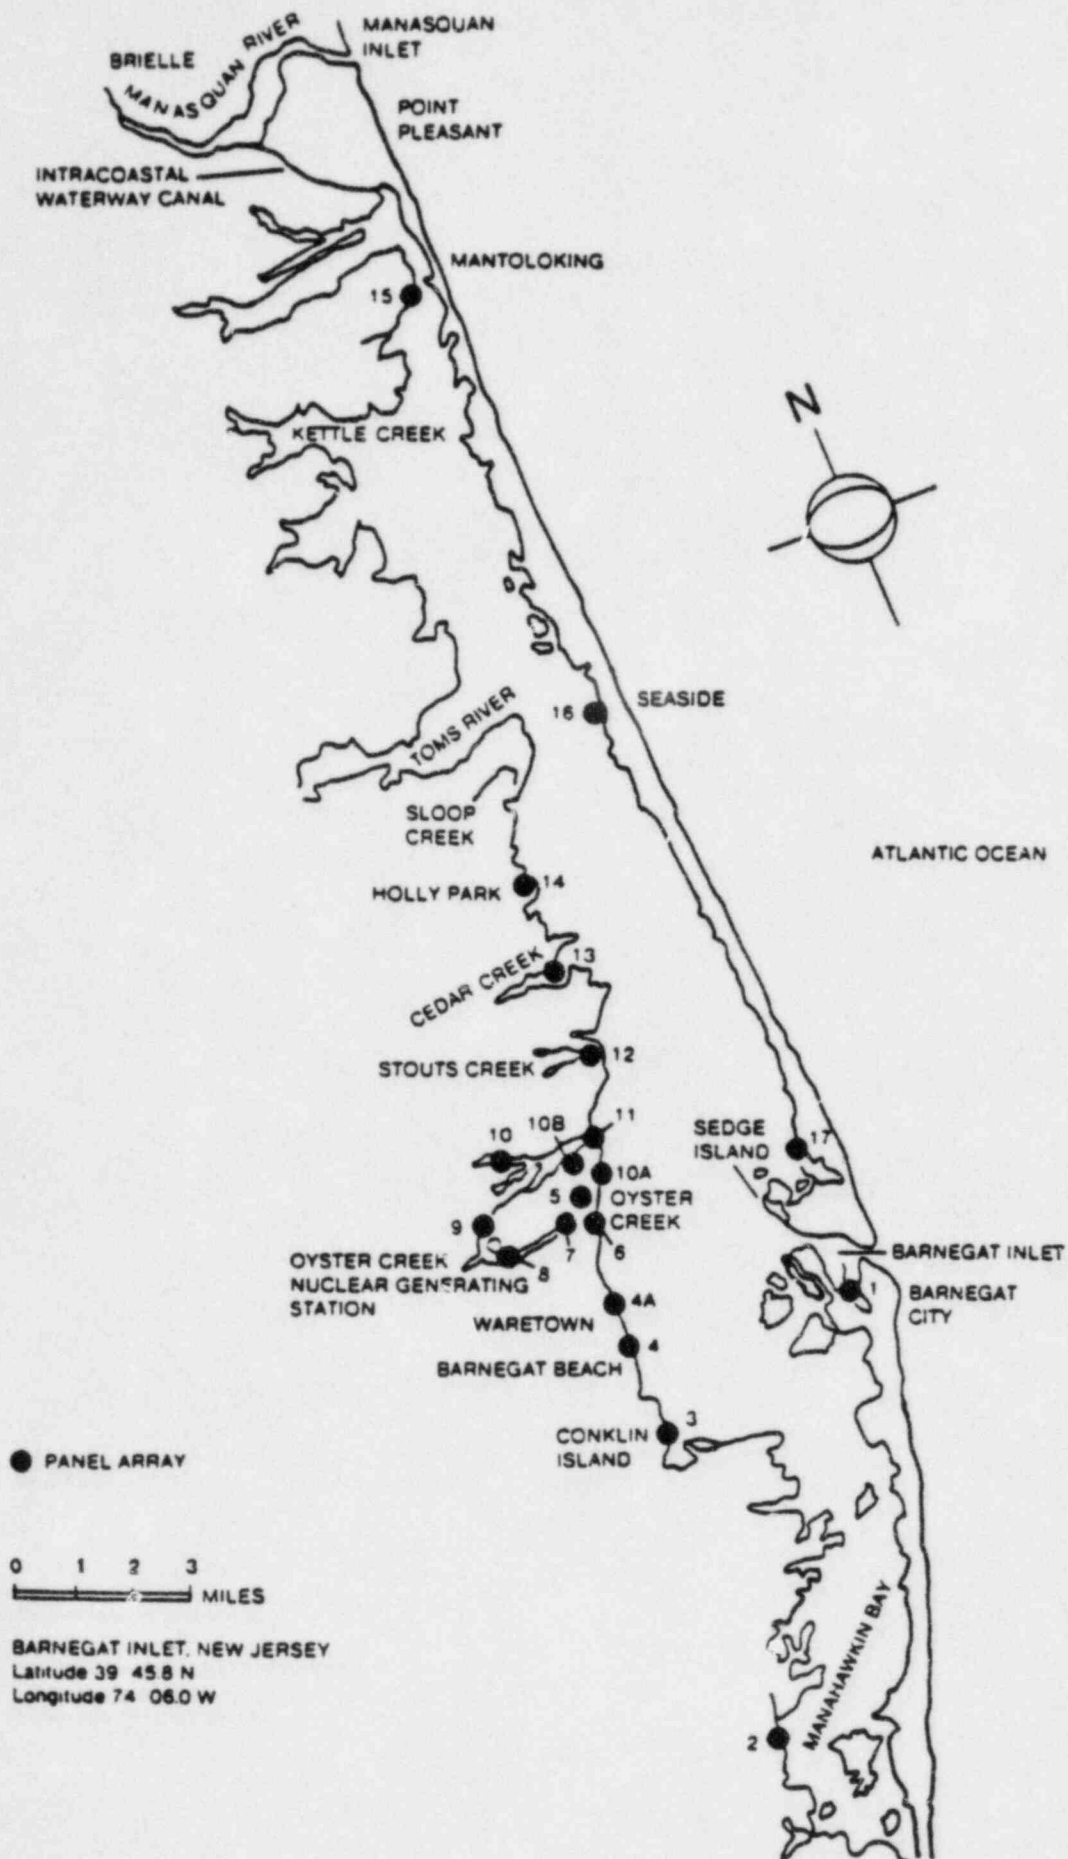 MANASQUAN
INLET
BRIELLE
MANASQUAN RIVER
POINT
PLEASANT
INTRACOASTAL
WATERWAY CANAL
MANTOLOKING
15
N
KETTLE CREEK
16
SEASIDE
TOMS RIVER
SLOOP
CREEK
ATLANTIC OCEAN
HOLLY PARK
14
CEDAR CREEK
13
STOUTS CREEK
12
11
10B
10
SEDGE
ISLAND
17
10A
5
OYSTER
CREEK
9
7
6
8
OYSTER CREEK
NUCLEAR GENERATING
STATION
BARNEGAT INLET
1
BARNEGAT
CITY
4A
WARETOWN
4
BARNEGAT BEACH
3
CONKLIN
ISLAND
PANEL ARRAY
0 1 2 3
MILES
BARNEGAT INLET, NEW JERSEY
Latitude 39 45.8 N
Longitude 74 06.0 W
MANAHAWKIN BAY
2